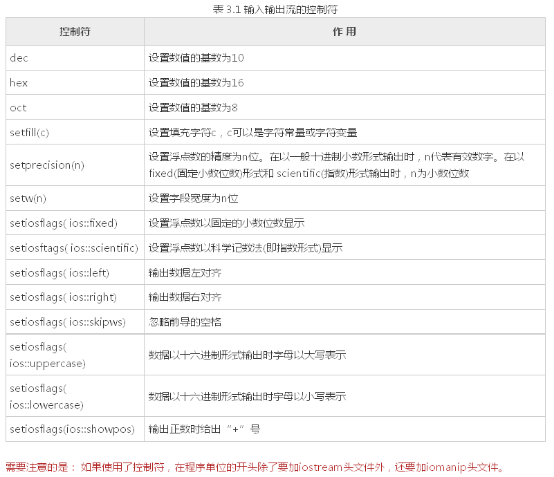 表 3.1 输入输出流的控制符
控制符 作 用
dec 设置数值的基数为10
hex 设置数值的基数为16
oct 设置数值的基数为8
setfill(c) 设置填充字符c，c可以是字符常量或字符变量
setprecision(n) 设置浮点数的精度为n位。在以一般十进制小数形式输出时，n代表有效数字。在以
fixed(固定小数位数)形式和 scientific(指数)形式输出时，n为小数位数
setw(n) 设置字段宽度为n位
setiosflags( ios::fixed) 设置浮点数以固定的小数位数显示
setiosftags( ios::scientific) 设置浮点数以科学记数法(即指数形式)显示
setiosflags( ios::left) 输出数据左对齐
setiosflags( ios::right) 输出数据右对齐
setiosflags( ios::skipws) 忽略前导的空格
setiosflags(
ios::uppercase) 数据以十六进制形式输出时字母以大写表示
setiosflags(
ios::lowercase) 数据以十六进制形式输出时字母以小写表示
setiosflags(ios::showpos) 输出正数时给出“+”号
需要注意的是： 如果使用了控制符，在程序单位的开头除了要加iostream头文件外，还要加iomanip头文件。